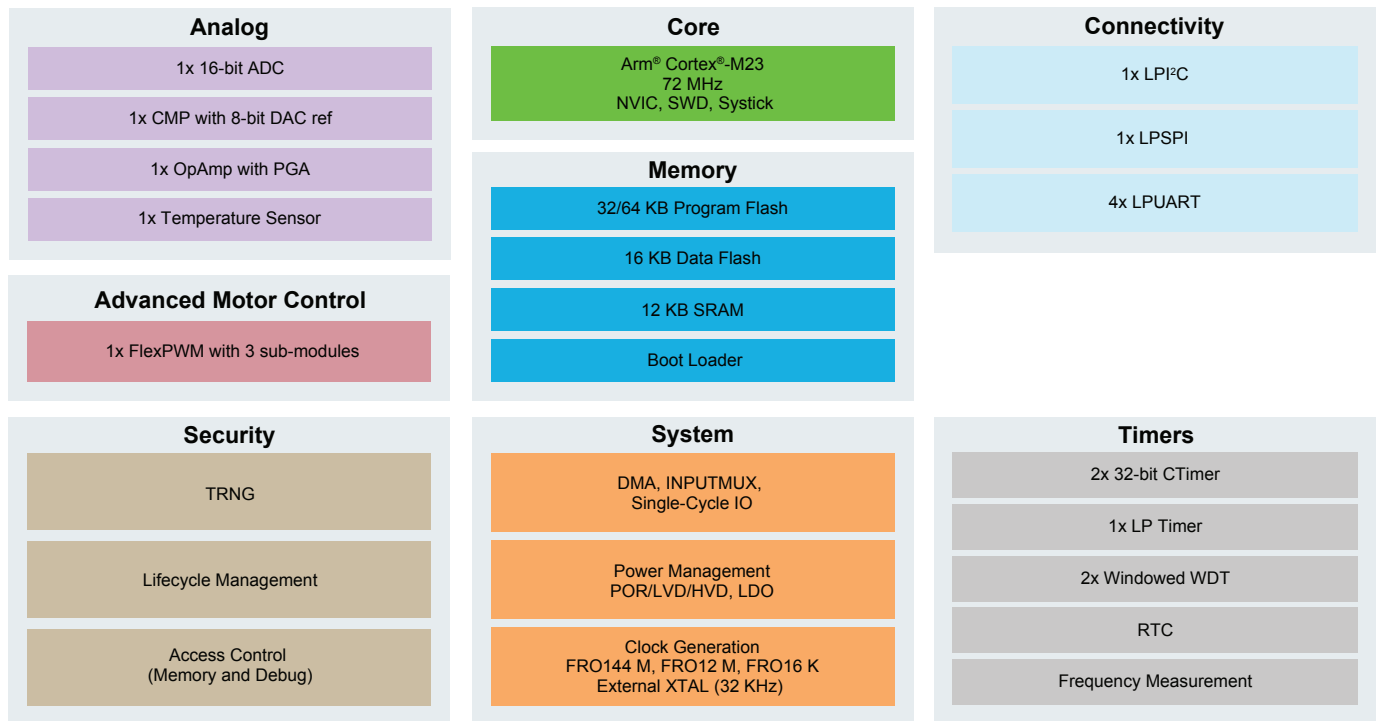 Analog
1x 16-bit ADC
1x CMP with 8-bit DAC ref
1x OpAmp with PGA
1x Temperature Sensor
Advanced Motor Control
1x FlexPWM with 3 sub-modules
Core
Arm® Cortex®-M23
72 MHz
NVIC, SWD, Systick
Memory
32/64 KB Program Flash
16 KB Data Flash
12 KB SRAM
Boot Loader
Connectivity
1x LPI²C
1x LPSPI
4x LPUART
Security
TRNG
Lifecycle Management
Access Control
(Memory and Debug)
System
DMA, INPUTMUX,
Single-Cycle IO
Power Management
POR/LVD/HVD, LDO
Clock Generation
FRO144 M, FRO12 M, FRO16 K
External XTAL (32 KHz)
Timers
2x 32-bit CTimer
1x LP Timer
2x Windowed WDT
RTC
Frequency Measurement